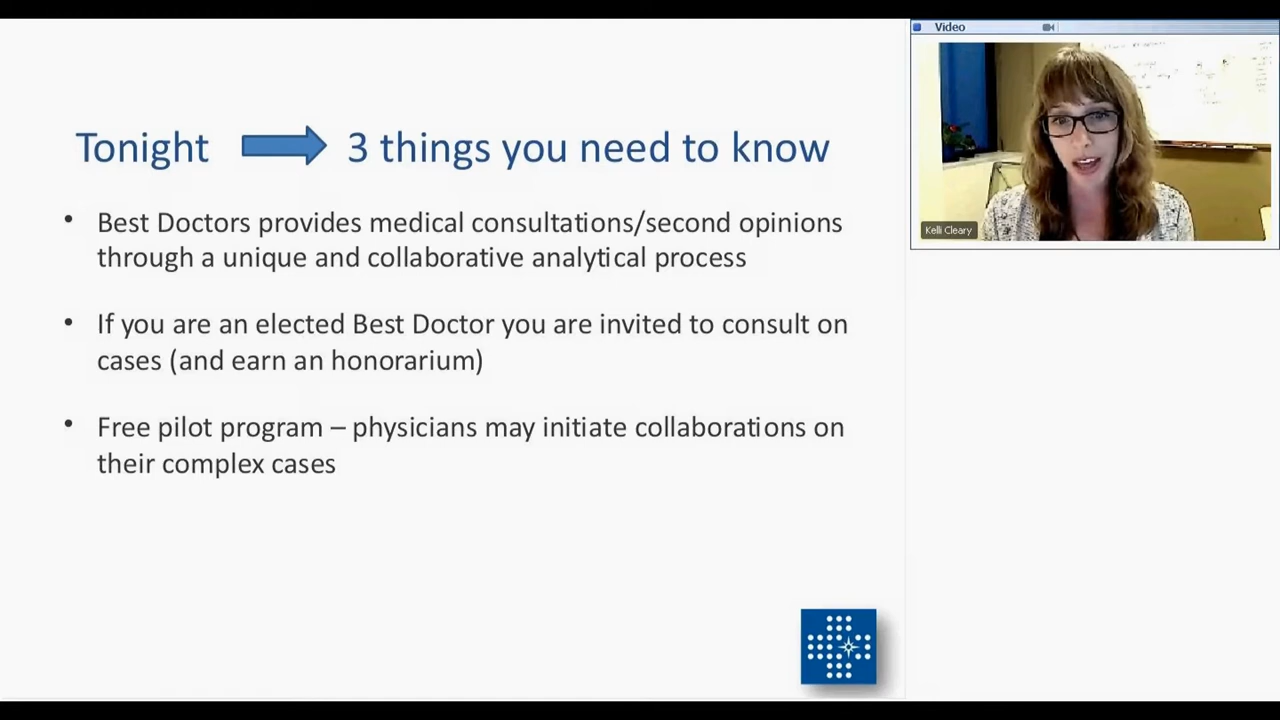 Tonight 3 things you need to know
• Best Doctors provides medical consultations/second opinions
through a unique and collaborative analytical process
• If you are an elected Best Doctor you are invited to consult on
cases (and earn an honorarium)
• Free pilot program – physicians may initiate collaborations on
their complex cases
Video
Kelli Cleary